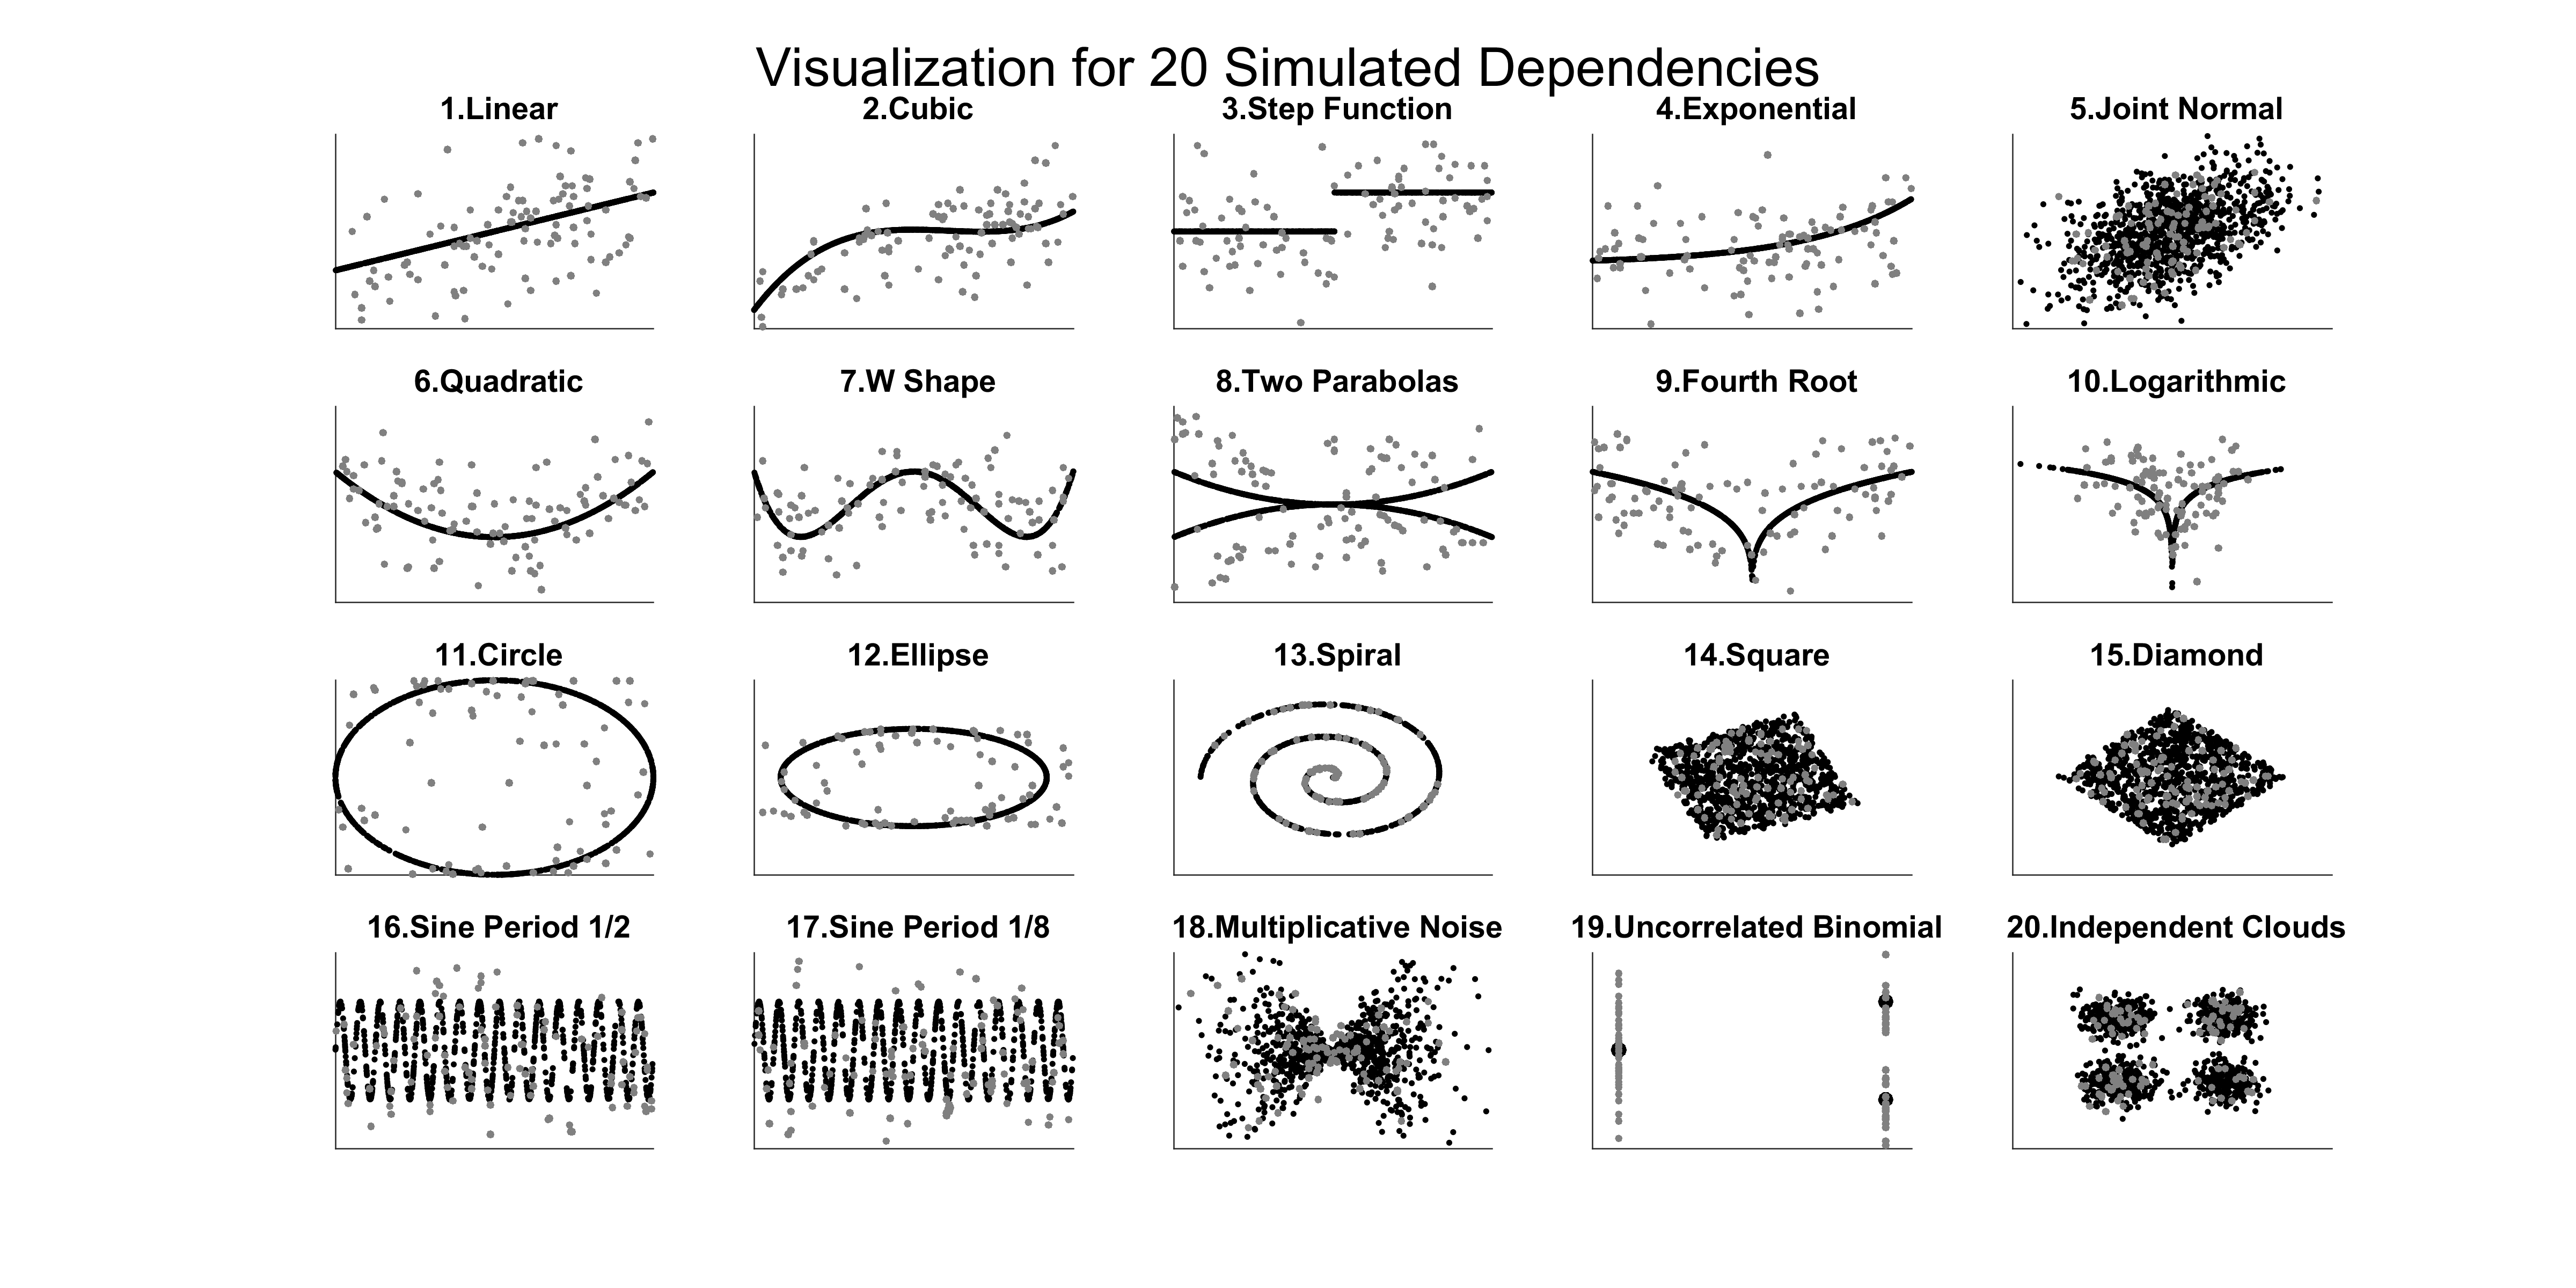 Visualization for 20 Simulated Dependencies
1.Linear
2.Cubic
3.Step Function
4.Exponential
5.Joint Normal
6.Quadratic
7.W Shape
8.Two Parabolas
9.Fourth Root
10.Logarithmic
11.Circle
12.Ellipse
13.Spiral
14.Square
15.Diamond
16.Sine Period 1/2
17.Sine Period 1/8
18.Multiplicative Noise
19.Uncorrelated Binomial
20.Independent Clouds